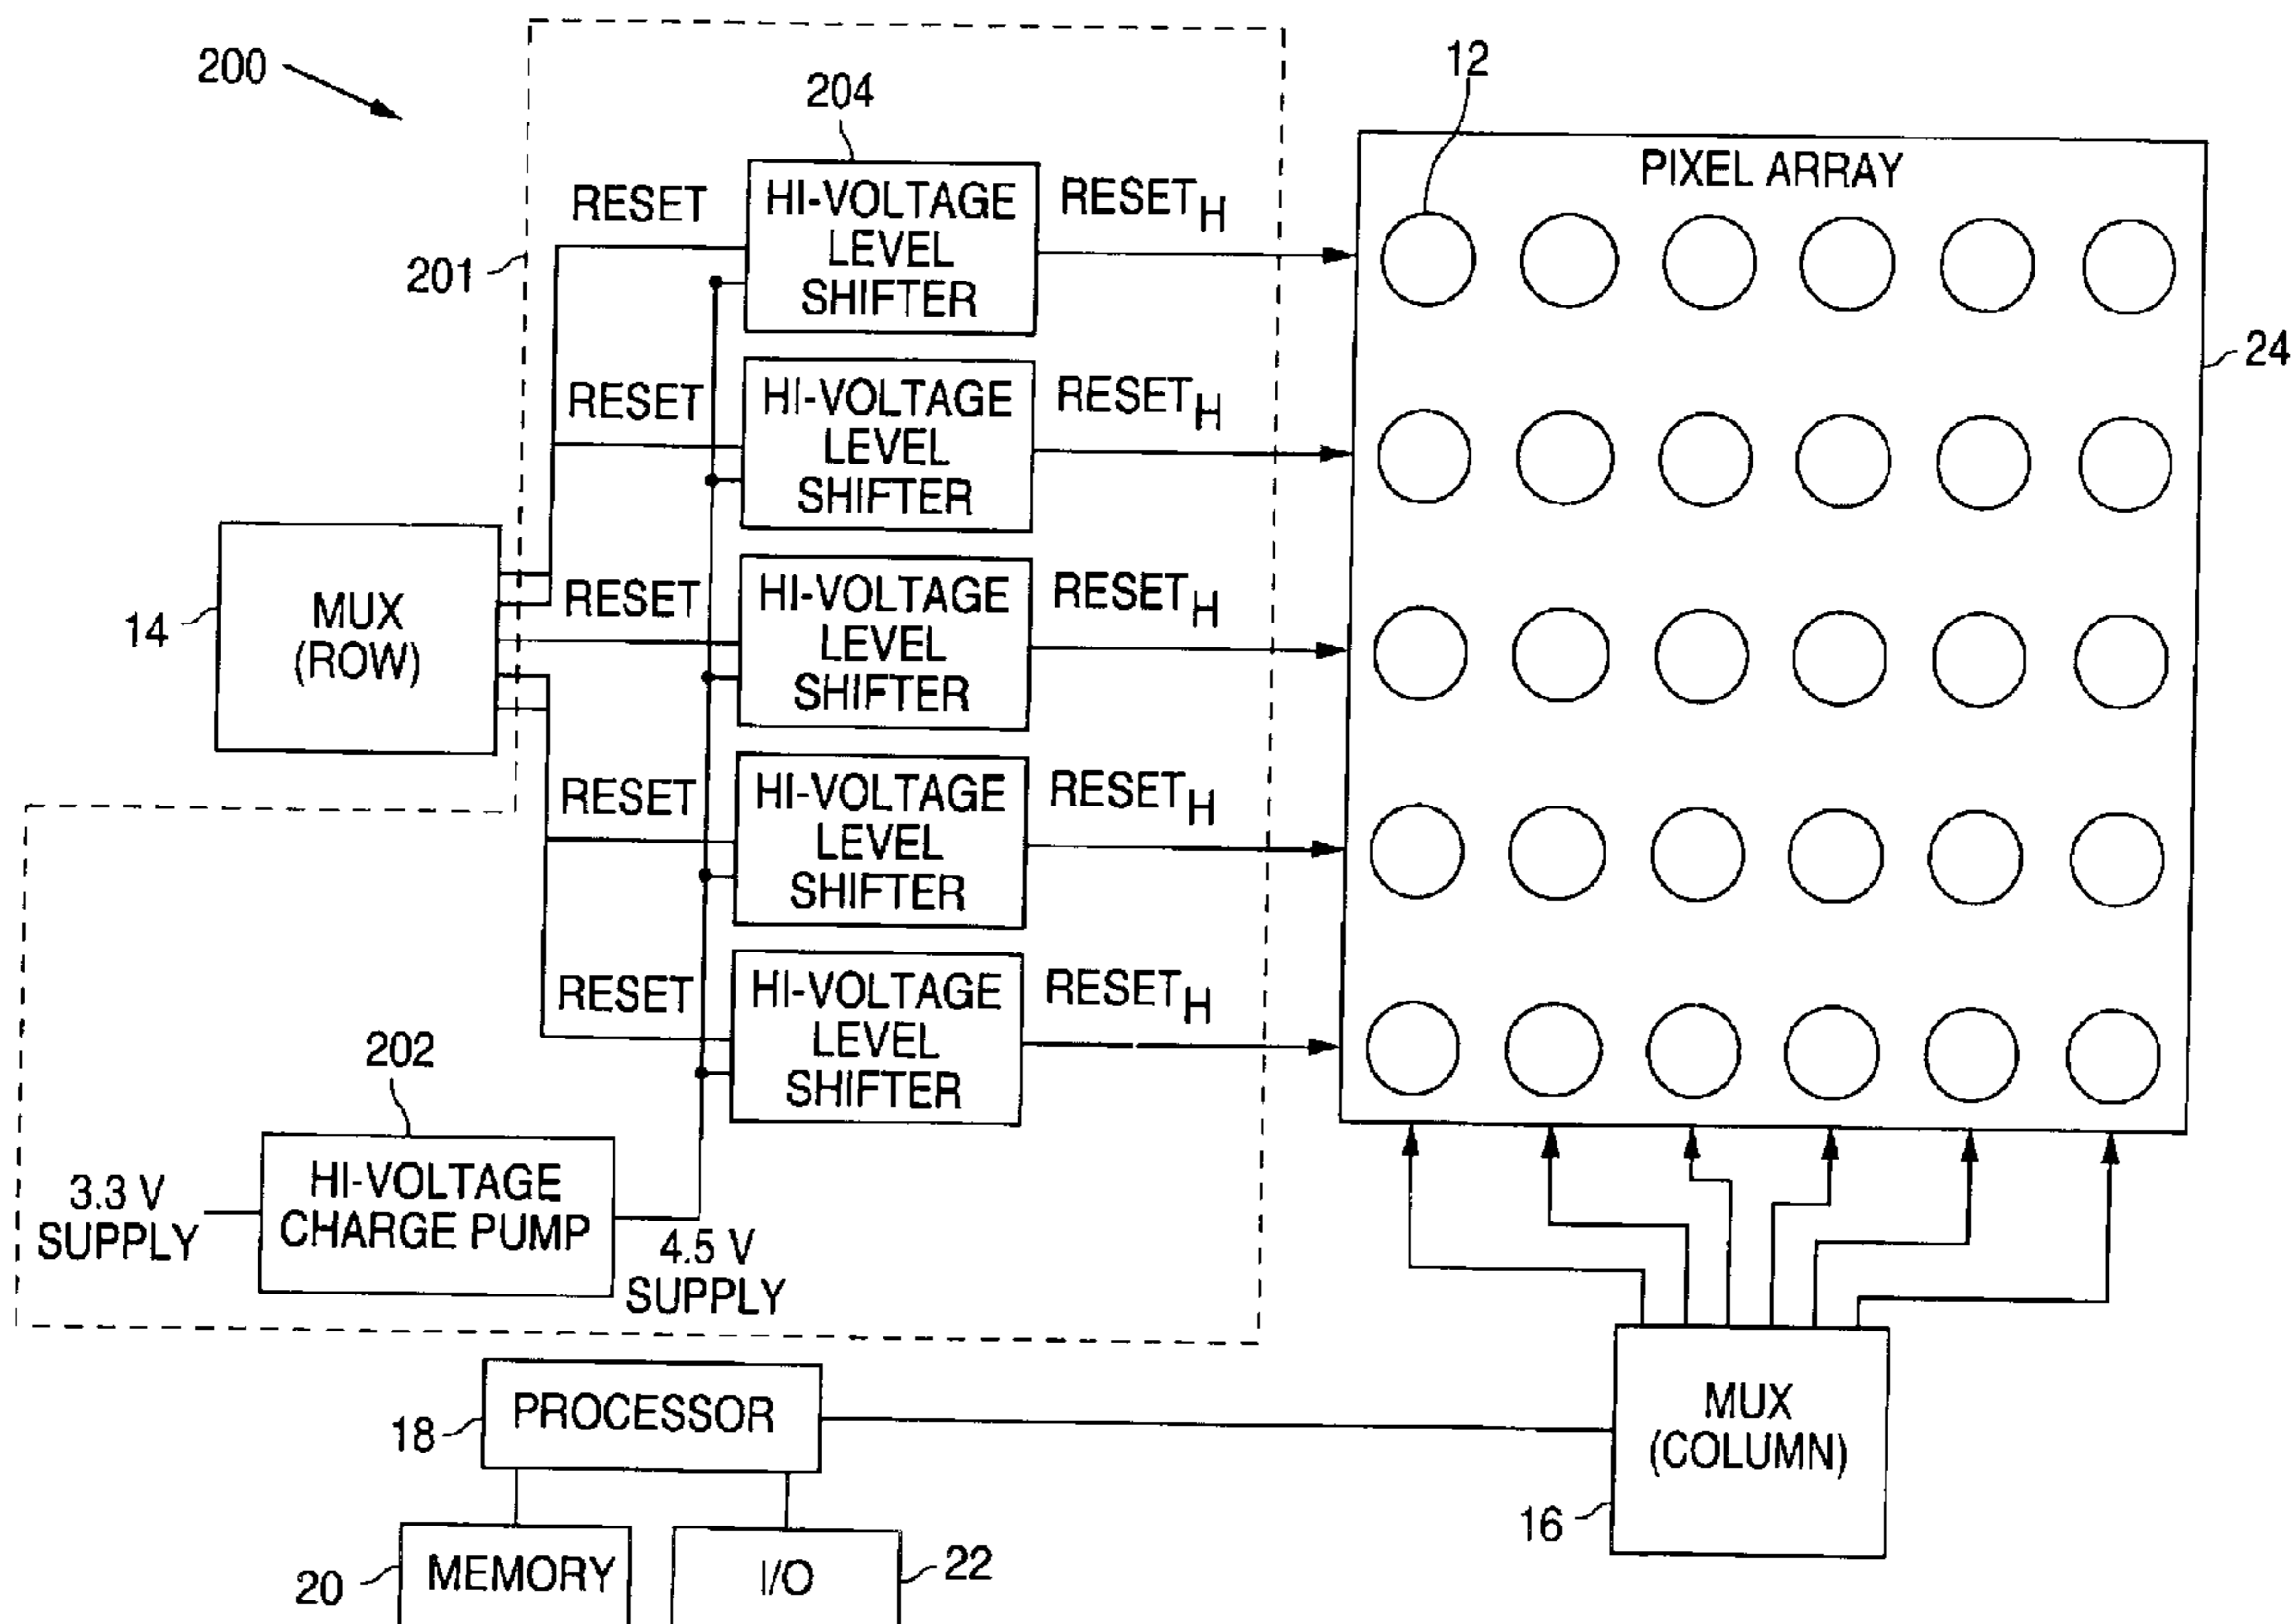 200
204
12
PIXEL ARRAY
RESET
HI-VOLTAGE
LEVEL
SHIFTER
RESETH
201
24
RESET
HI-VOLTAGE
LEVEL
SHIFTER
RESETH
14
MUX
(ROW)
RESET
HI-VOLTAGE
LEVEL
SHIFTER
RESETH
RESET
HI-VOLTAGE
LEVEL
SHIFTER
RESETH
RESET
HI-VOLTAGE
LEVEL
SHIFTER
RESETH
202
3.3 V
SUPPLY
HI-VOLTAGE
CHARGE PUMP
4.5 V
SUPPLY
18
PROCESSOR
MUX
(COLUMN)
16
20
MEMORY
I/O
22